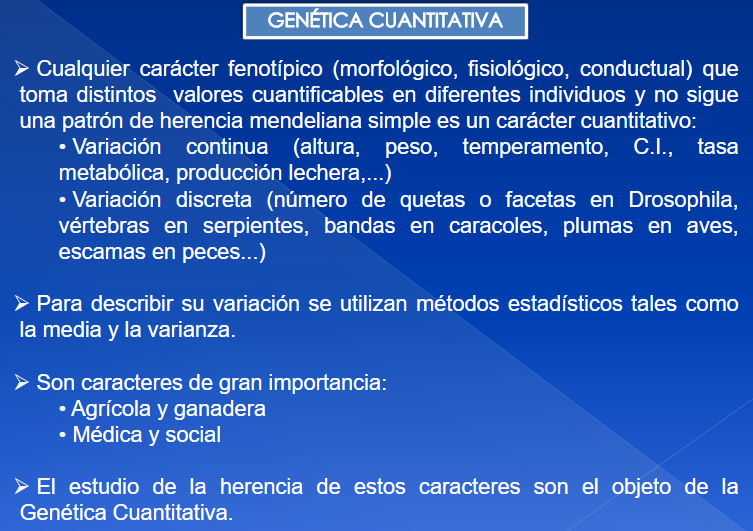 GENÉTICA CUANTITATIVA
➢ Cualquier carácter fenotípico (morfológico, fisiológico, conductual) que
toma distintos valores cuantificables en diferentes individuos y no sigue
una patrón de herencia mendeliana simple es un carácter cuantitativo:
• Variación continua (altura, peso, temperamento, C.I., tasa
metabólica, producción lechera,...)
• Variación discreta (número de quetas o facetas en Drosophila,
vértebras en serpientes, bandas en caracoles, plumas en aves,
escamas en peces...)
➢ Para describir su variación se utilizan métodos estadísticos tales como
la media y la varianza.
➢ Son caracteres de gran importancia:
• Agrícola y ganadera
• Médica y social
➢ El estudio de la herencia de estos caracteres son el objeto de la
Genética Cuantitativa.